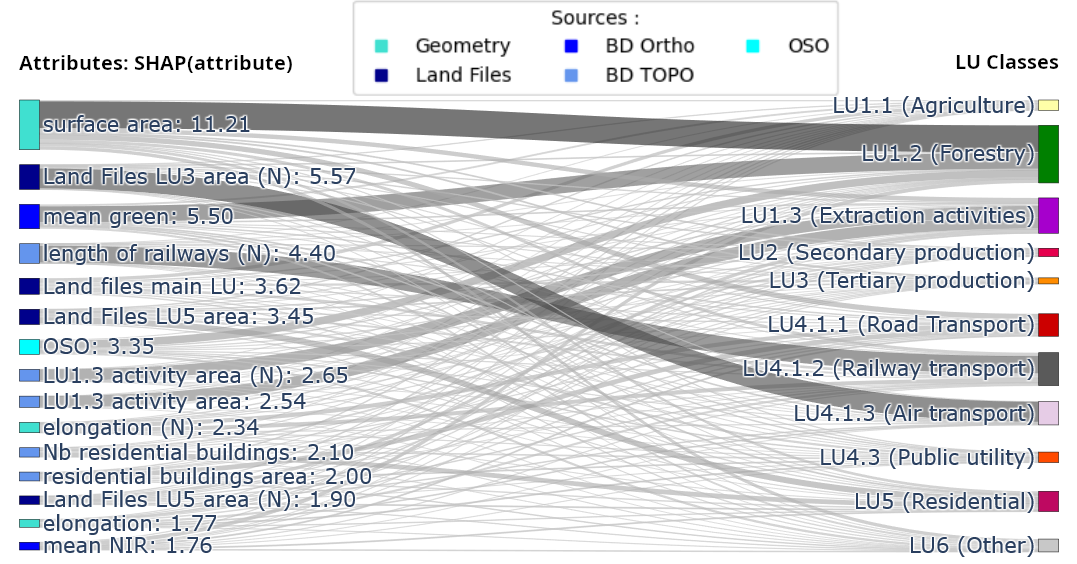 Sources :
Geometry
BD Ortho
OSO
Land Files
BD TOPO
Attributes: SHAP(attribute)
LU Classes
surface area: 11.21
Land Files LU3 area (N): 5.57
mean green: 5.50
length of railways (N): 4.40
Land files main LU: 3.62
Land Files LU5 area: 3.45
OSO: 3.35
LU1.3 activity area (N): 2.65
LU1.3 activity area: 2.54
elongation (N): 2.34
Nb residential buildings: 2.10
residential buildings area: 2.00
Land Files LU5 area (N): 1.90
elongation: 1.77
mean NIR: 1.76
LU1.1 (Agriculture)
LU1.2 (Forestry)
LU1.3 (Extraction activities)
LU2 (Secondary production)
LU3 (Tertiary production)
LU4.1.1 (Road Transport)
LU4.1.2 (Railway transport)
LU4.1.3 (Air transport)
LU4.3 (Public utility)
LU5 (Residential)
LU6 (Other)